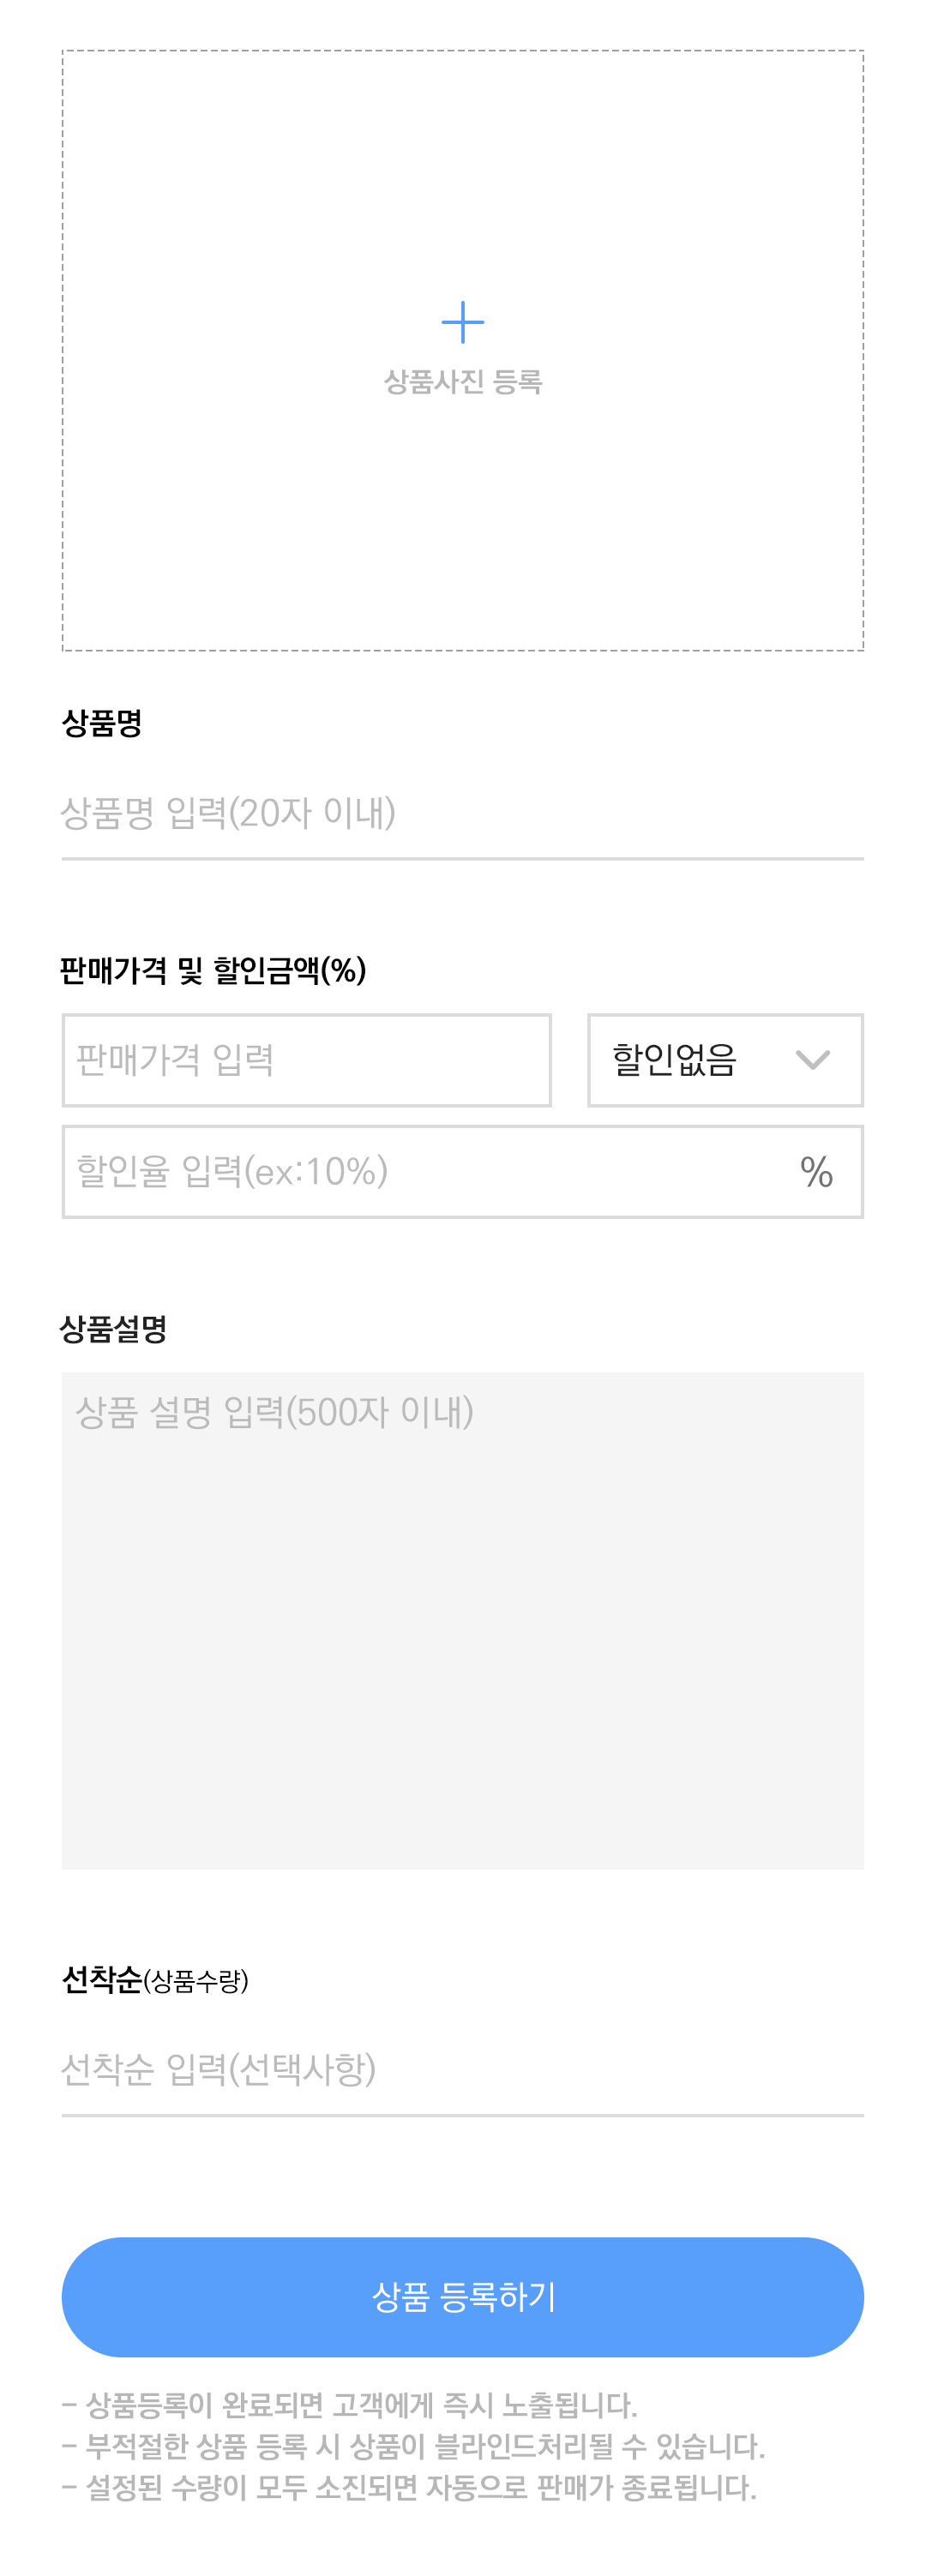 상품사진 등록
상품명
상품명 입력(20자 이내)
판매가격 및 할인금액(%)
판매가격 입력
할인없음
할인율 입력(ex:10%)
%
상품설명
상품 설명 입력(500자 이내)
선착순(상품수량)
선착순 입력(선택사항)
상품 등록하기
- 상품등록이 완료되면 고객에게 즉시 노출됩니다.
- 부적절한 상품 등록 시 상품이 블라인드처리될 수 있습니다.
- 설정된 수량이 모두 소진되면 자동으로 판매가 종료됩니다.